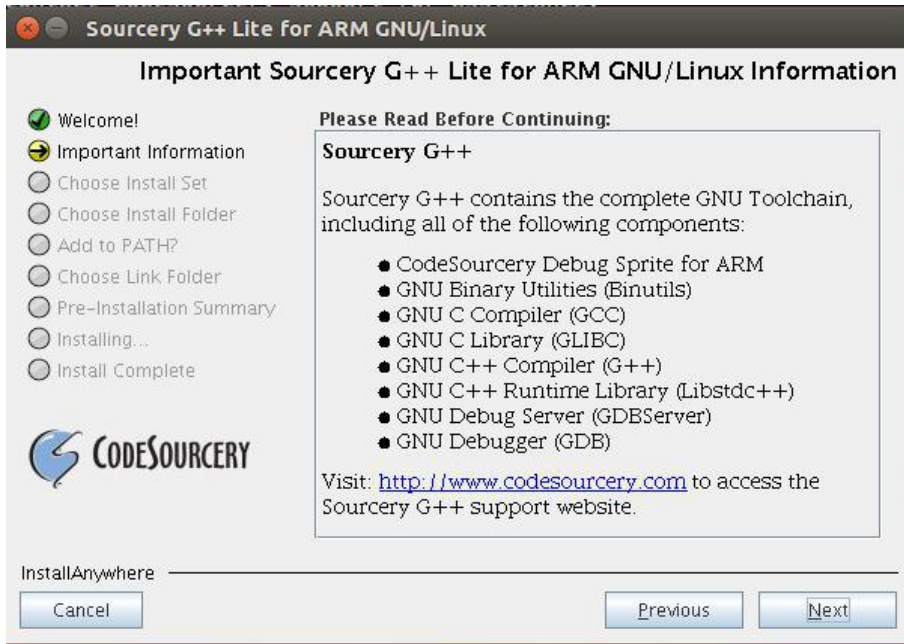 Sourcery G++ Lite for ARM GNU/Linux
Important Sourcery G++ Lite for ARM GNU/Linux Information
Welcome!
Important Information
Choose Install Set
Choose Install Folder
Add to PATH?
Choose Link Folder
Pre-Installation Summary
Installing...
Install Complete
CODESOURCERY
Please Read Before Continuing:
Sourcery G++
Sourcery G++ contains the complete GNU Toolchain,
including all of the following components:
CodeSourcery Debug Sprite for ARM
GNU Binary Utilities (Binutils)
GNU C Compiler (GCC)
GNU C Library (GLIBC)
GNU C++ Compiler (G++)
GNU C++ Runtime Library (Libstdc++)
GNU Debug Server (GDBServer)
GNU Debugger (GDB)
Visit: http://www.codesourcery.com to access the
Sourcery G++ support website.
InstallAnywhere
Cancel
Previous
Next